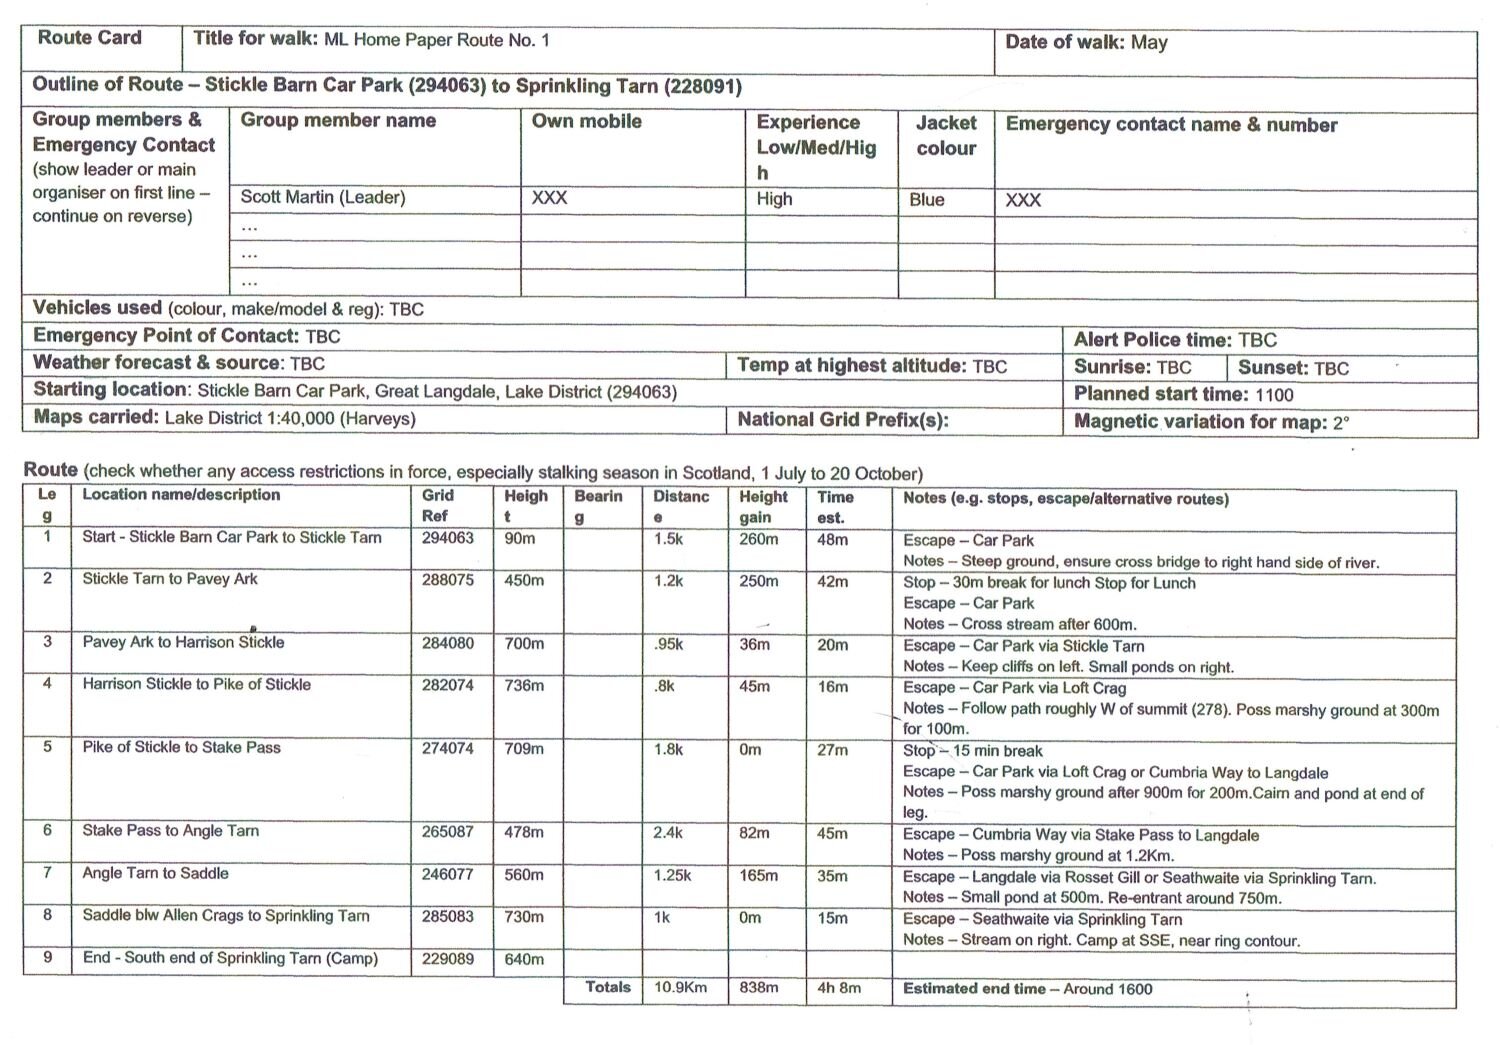 Route Card Title for walk: ML Home Paper Route No. 1 Date of walk: May
Outline of Route – Stickle Barn Car Park (294063) to Sprinkling Tarn (228091)
Group members & Emergency Contact (show leader or main organiser on first line – continue on reverse)
Group member name Own mobile Experience Low/Med/High Jacket colour Emergency contact name & number
Scott Martin (Leader) XXX High Blue XXX
...
...
...
Vehicles used (colour, make/model & reg): TBC
Emergency Point of Contact: TBC Alert Police time: TBC
Weather forecast & source: TBC Temp at highest altitude: TBC Sunrise: TBC Sunset: TBC
Starting location: Stickle Barn Car Park, Great Langdale, Lake District (294063) Planned start time: 1100
Maps carried: Lake District 1:40,000 (Harveys) National Grid Prefix(s): Magnetic variation for map: 2°
Route (check whether any access restrictions in force, especially stalking season in Scotland, 1 July to 20 October)
Leg Location name/description Grid Ref Height Bearing Distance Height gain Time est. Notes (e.g. stops, escape/alternative routes)
1 Start - Stickle Barn Car Park to Stickle Tarn 294063 90m 1.5k 260m 48m Escape – Car Park
Notes – Steep ground, ensure cross bridge to right hand side of river.
2 Stickle Tarn to Pavey Ark 288075 450m 1.2k 250m 42m Stop – 30m break for lunch Stop for Lunch
Escape – Car Park
Notes – Cross stream after 600m.
3 Pavey Ark to Harrison Stickle 284080 700m .95k 36m 20m Escape – Car Park via Stickle Tarn
Notes – Keep cliffs on left. Small ponds on right.
4 Harrison Stickle to Pike of Stickle 282074 736m .8k 45m 16m Escape – Car Park via Loft Crag
Notes – Follow path roughly W of summit (278). Poss marshy ground at 300m
for 100m.
5 Pike of Stickle to Stake Pass 274074 709m 1.8k 0m 27m Stop – 15 min break
Escape – Car Park via Loft Crag or Cumbria Way to Langdale
Notes – Poss marshy ground after 900m for 200m.Cairn and pond at end of
leg.
6 Stake Pass to Angle Tarn 265087 478m 2.4k 82m 45m Escape – Cumbria Way via Stake Pass to Langdale
Notes – Poss marshy ground at 1.2Km.
7 Angle Tarn to Saddle 246077 560m 1.25k 165m 35m Escape – Langdale via Rosset Gill or Seathwaite via Sprinkling Tarn.
Notes – Small pond at 500m. Re-entrant around 750m.
8 Saddle blw Allen Crags to Sprinkling Tarn 285083 730m 1k 0m 15m Escape – Seathwaite via Sprinkling Tarn
Notes – Stream on right. Camp at SSE, near ring contour.
9 End - South end of Sprinkling Tarn (Camp) 229089 640m
Totals 10.9Km 838m 4h 8m Estimated end time – Around 1600